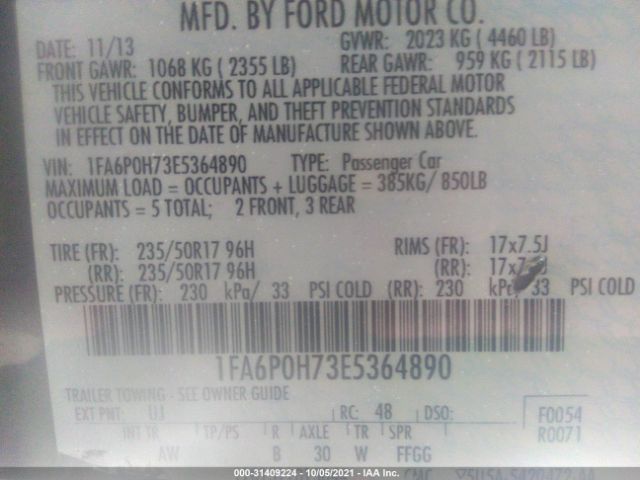 MFD. BY FORD MOTOR CO.
DATE: 11/13 GVWR: 2023 KG ( 4460 LB)
FRONT GAWR: 1068 KG ( 2355 LB) REAR GAWR: 959 KG ( 2115 LB)
THIS VEHICLE CONFORMS TO ALL APPLICABLE FEDERAL MOTOR
VEHICLE SAFETY, BUMPER, AND THEFT PREVENTION STANDARDS
IN EFFECT ON THE DATE OF MANUFACTURE SHOWN ABOVE.
VIN: 1FA6P0H73E5364890 TYPE: Passenger Car
MAXIMUM LOAD = OCCUPANTS + LUGGAGE = 385KG/ 850LB
OCCUPANTS = 5 TOTAL; 2 FRONT, 3 REAR
TIRE (FR): 235/50R17 96H RIMS (FR): 17x7.5J
(RR): 235/50R17 96H (RR):
PRESSURE (FR): 230 kPa/ 33 PSI COLD (RR): 230 33 PSI COLD
1FA6P0H73E5364890
TRAILER TOWING - SEE OWNER GUIDE
EXT PNT: UJ RC: 48 DSO: F0054
INT TR TP/PS R AXLE TR SPR R0071
AW B 30 W FFGG
000-31409224 - 10/05/2021 - IAA Inc.